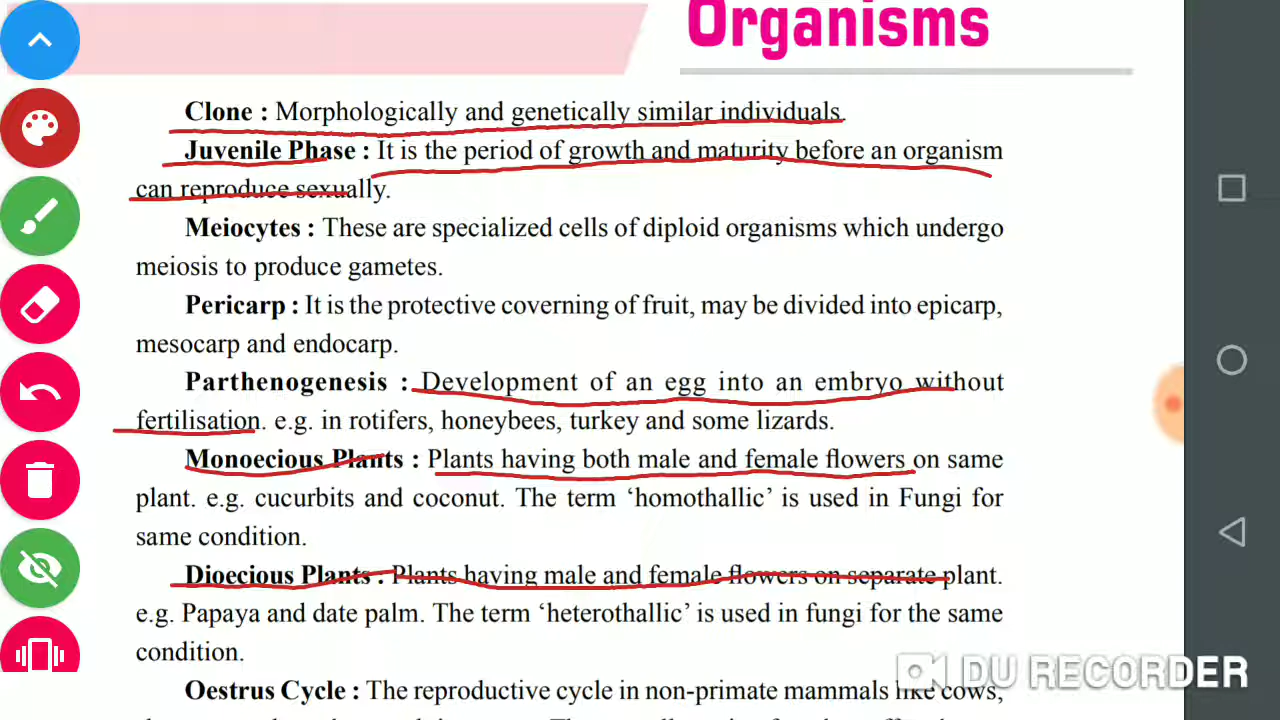 Organisms
Clone : Morphologically and genetically similar individuals.
Juvenile Phase : It is the period of growth and maturity before an organism
can reproduce sexually.
Meiocytes : These are specialized cells of diploid organisms which undergo
meiosis to produce gametes.
Pericarp : It is the protective coverning of fruit, may be divided into epicarp,
mesocarp and endocarp.
Parthenogenesis : Development of an egg into an embryo without
fertilisation. e.g. in rotifers, honeybees, turkey and some lizards.
Monoecious Plants : Plants having both male and female flowers on same
plant. e.g. cucurbits and coconut. The term ‘homothallic’ is used in Fungi for
same condition.
Dioecious Plants : Plants having male and female flowers on separate plant.
e.g. Papaya and date palm. The term ‘heterothallic’ is used in fungi for the same
condition.
Oestrus Cycle : The reproductive cycle in non-primate mammals like cows,
DU RECORDER